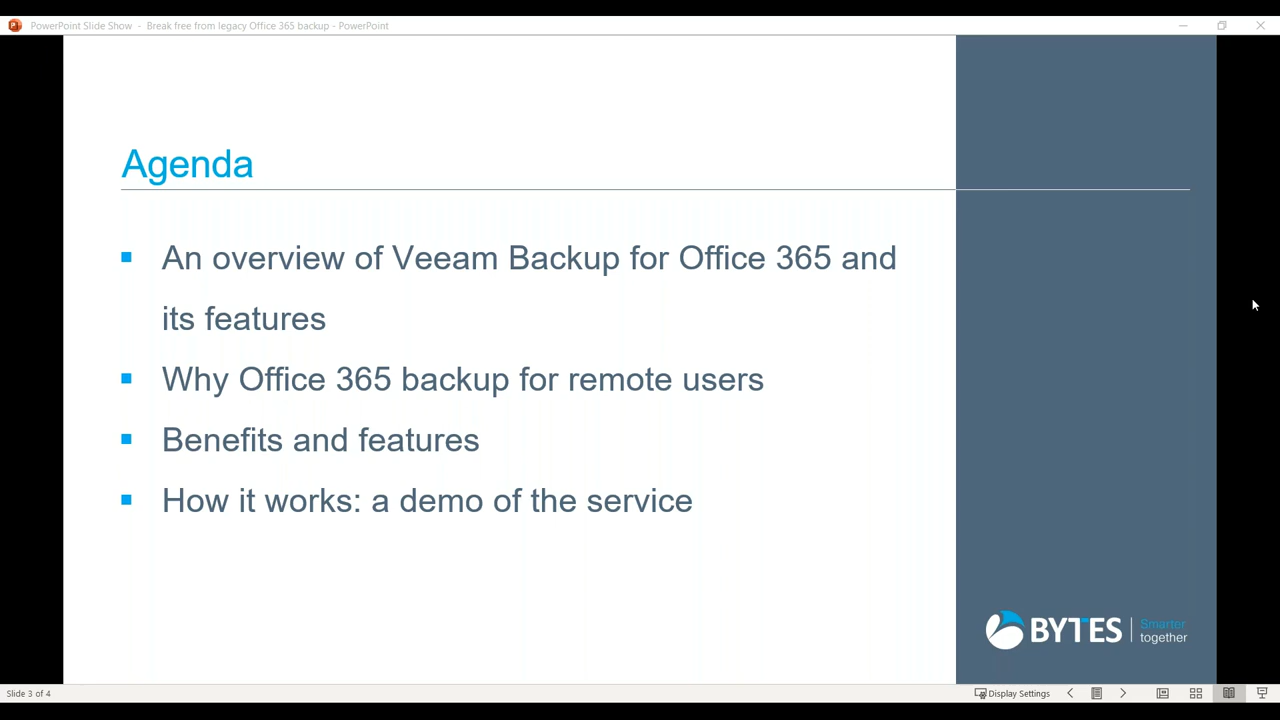 PowerPoint Slide Show - Break free from legacy Office 365 backup - PowerPoint
Agenda
An overview of Veeam Backup for Office 365 and
its features
Why Office 365 backup for remote users
Benefits and features
How it works: a demo of the service
BYTES
Smarter
together
Slide 3 of 4
Display Settings